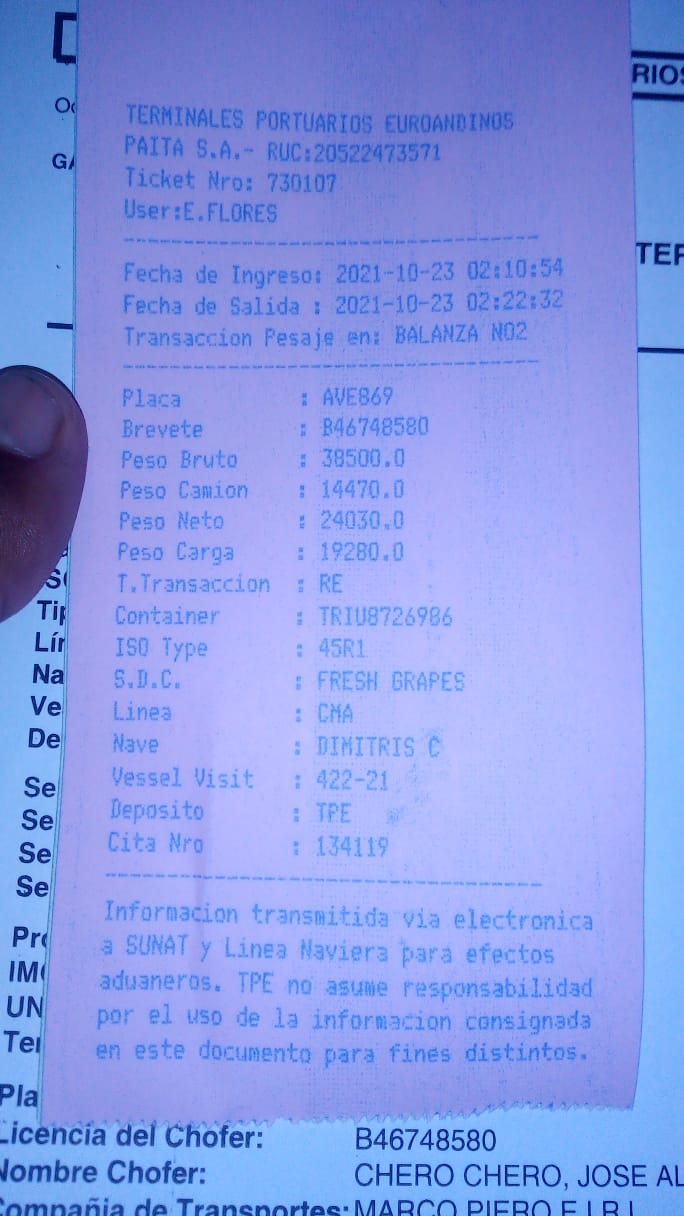 TERMINALES PORTUARIOS EUROANDINOS
PAITA S.A.- RUC:20522473571
Ticket Nro: 730107
User:E.FLORES
Fecha de Ingreso: 2021-10-23 02:10:54
Fecha de Salida : 2021-10-23 02:22:32
Transaccion Pesaje en: BALANZA NO2
Placa : AVE869
Brevete : B46748580
Peso Bruto : 38500.0
Peso Camion : 14470.0
Peso Neto : 24030.0
Peso Carga : 19280.0
T.Transaccion : RE
Container : TRIU8726986
ISO Type : 45R1
S.D.C. : FRESH GRAPES
Linea : CMA
Nave : DIMITRIS C
Vessel Visit : 422-21
Deposito : TPE
Cita Nro : 134119
Informacion transmitida via electronica
a SUNAT y Linea Naviera para efectos
aduaneros. TPE no asume responsabilidad
por el uso de la informacion consignada
en este documento para fines distintos.
Licencia del Chofer: B46748580
Nombre Chofer: CHERO CHERO, JOSE AL
Compañia de Transportes: MARCO PIERO E.I.R.L